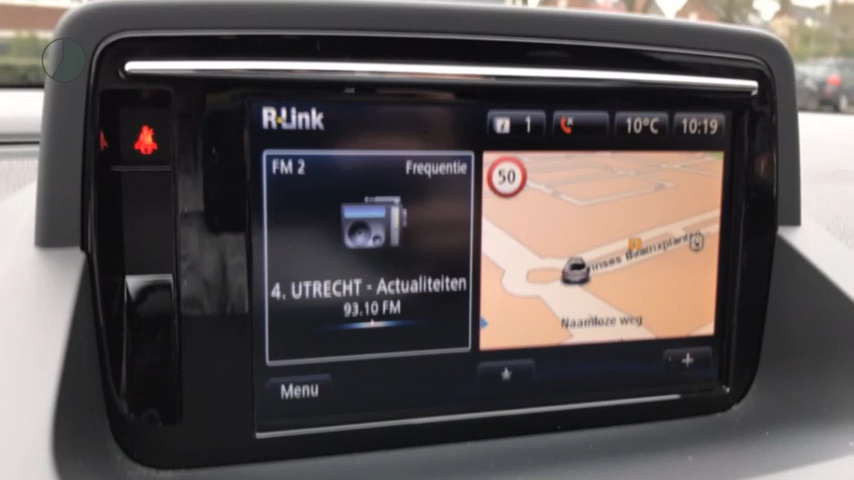 R-Link
1
10°C
10:19
FM 2
Frequentie
50
4. UTRECHT - Actualiteiten
93.10 FM
Naamloze weg
Menu
+